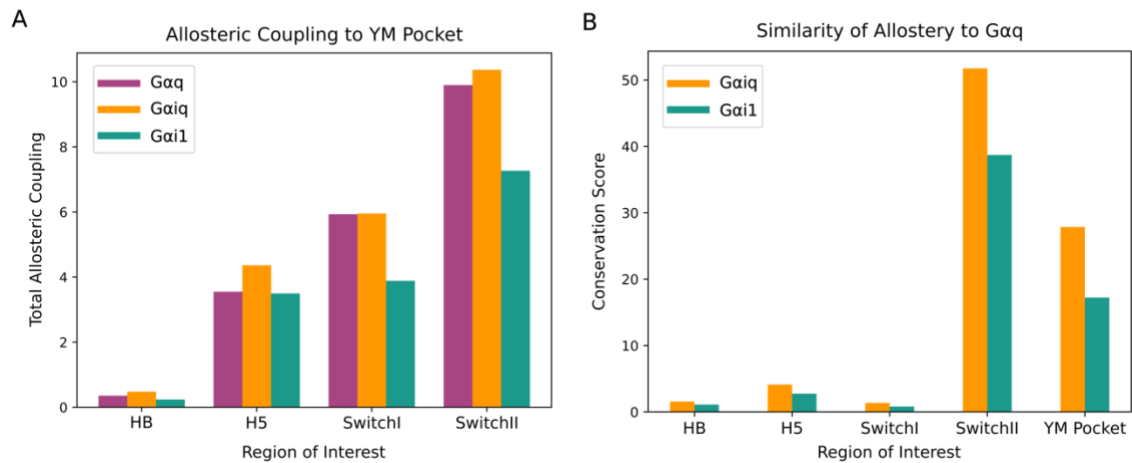 A
Allosteric Coupling to YM Pocket
Total Allosteric Coupling
10
8
6
4
2
0
Gαq
Gαiq
Gαi1
HB H5 SwitchI SwitchII
Region of Interest
B
Similarity of Allostery to Gαq
Conservation Score
50
40
30
20
10
0
Gαiq
Gαi1
HB H5 SwitchI SwitchII YM Pocket
Region of Interest